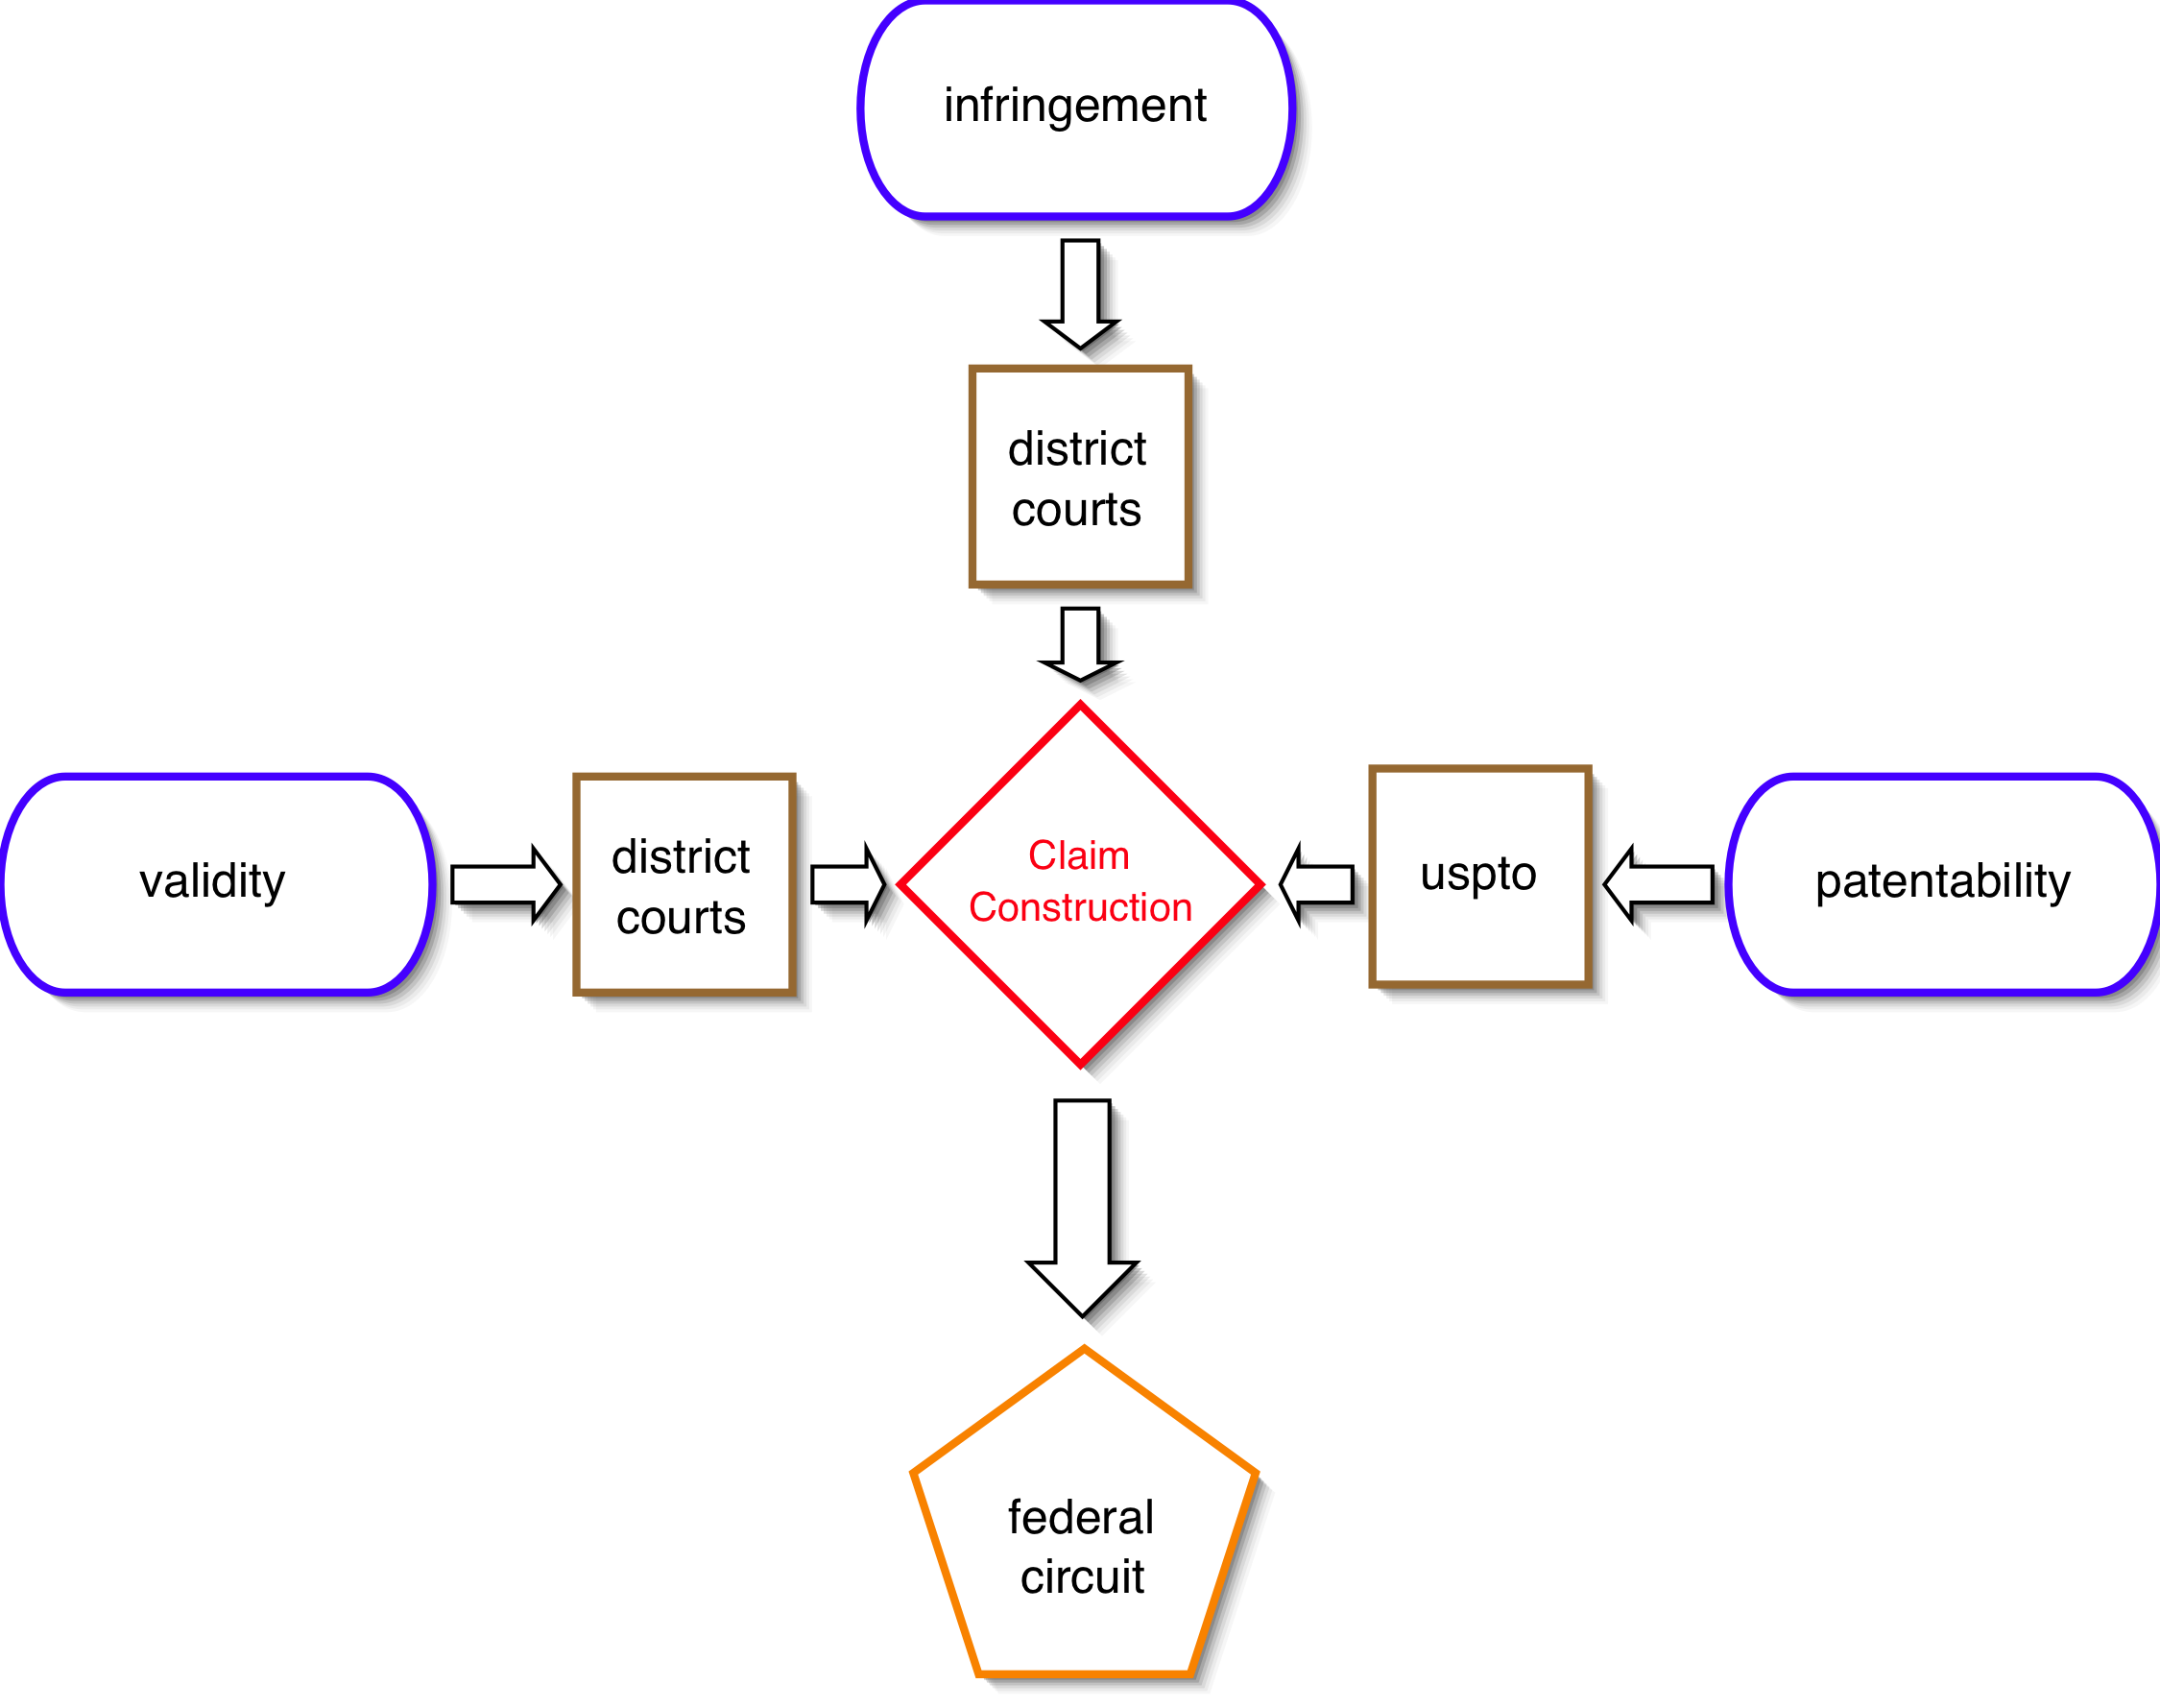 infringement
district
courts
validity
district
courts
Claim
Construction
uspto
patentability
federal
circuit